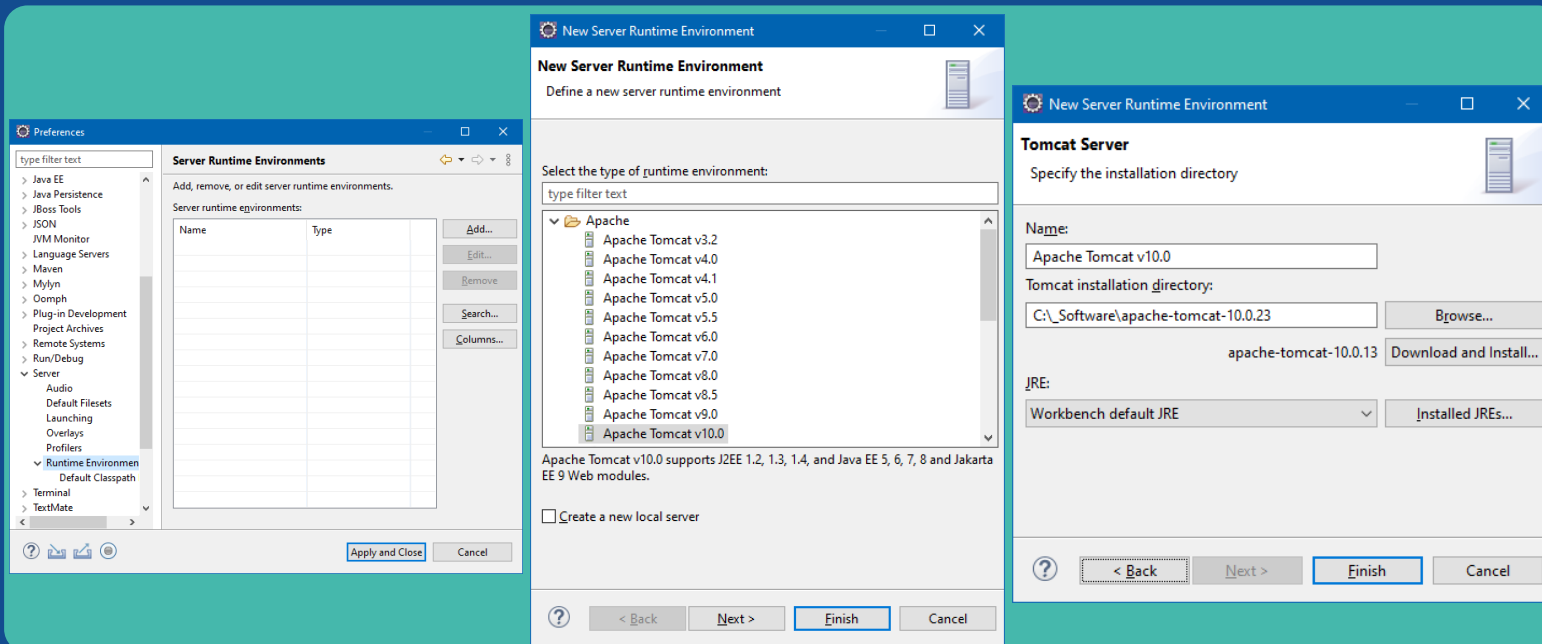 Preferences
type filter text
Java EE
Java Persistence
JBoss Tools
JSON
JVM Monitor
Language Servers
Maven
Mylyn
Oomph
Plug-in Development
Project Archives
Remote Systems
Run/Debug
Server
Audio
Default Filesets
Launching
Overlays
Profilers
Runtime Environmen
Default Classpath
Terminal
TextMate
Server Runtime Environments
Add, remove, or edit server runtime environments.
Server runtime environments:
Name Type
Add...
Edit...
Remove
Search...
Columns...
Apply and Close Cancel
New Server Runtime Environment
New Server Runtime Environment
Define a new server runtime environment
Select the type of runtime environment:
type filter text
Apache
Apache Tomcat v3.2
Apache Tomcat v4.0
Apache Tomcat v4.1
Apache Tomcat v5.0
Apache Tomcat v5.5
Apache Tomcat v6.0
Apache Tomcat v7.0
Apache Tomcat v8.0
Apache Tomcat v8.5
Apache Tomcat v9.0
Apache Tomcat v10.0
Apache Tomcat v10.0 supports J2EE 1.2, 1.3, 1.4, and Java EE 5, 6, 7, 8 and Jakarta
EE 9 Web modules.
Create a new local server
< Back Next > Finish Cancel
New Server Runtime Environment
Tomcat Server
Specify the installation directory
Name:
Apache Tomcat v10.0
Tomcat installation directory:
C:\_Software\apache-tomcat-10.0.23 Browse...
apache-tomcat-10.0.13 Download and Install...
JRE:
Workbench default JRE Installed JREs...
< Back Next > Finish Cancel